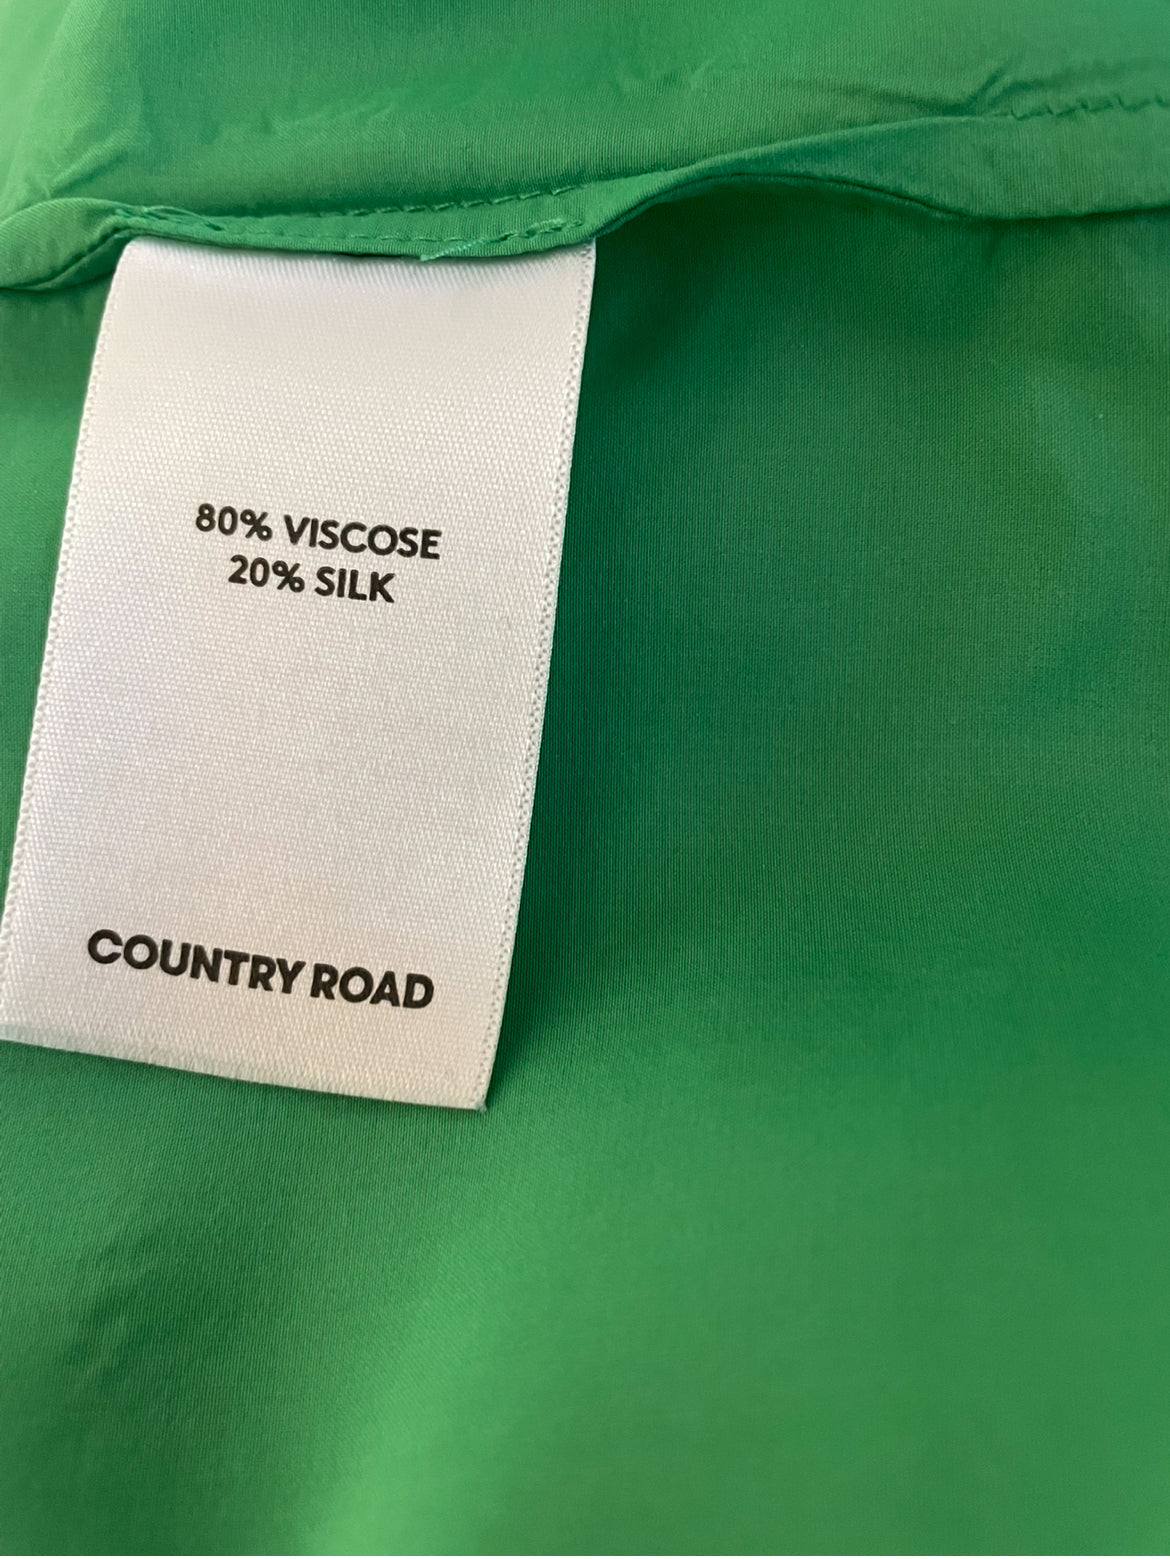 80% VISCOSE
20% SILK
COUNTRY ROAD